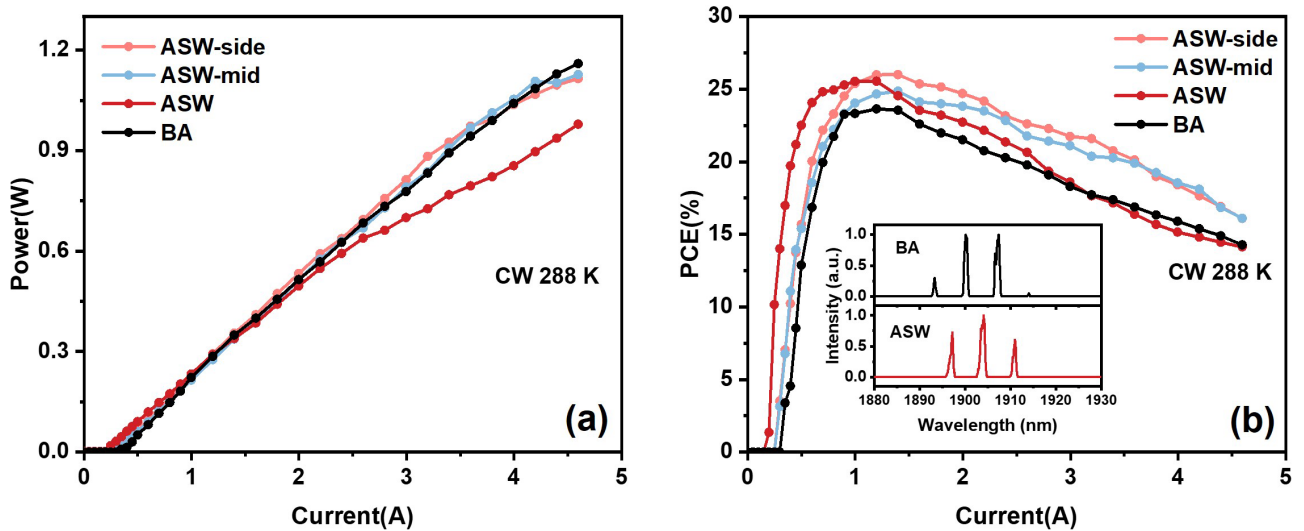 1.2
0.9
0.6
0.3
0.0
Power(W)
ASW-side
ASW-mid
ASW
BA
CW 288 K
(a)
0 1 2 3 4 5
Current(A)
30
25
20
15
10
5
0
PCE(%)
ASW-side
ASW-mid
ASW
BA
CW 288 K
(b)
1.0
0.5
0.0
BA
1.0
0.5
0.0
ASW
Intensity (a.u.)
1880 1890 1900 1910 1920 1930
Wavelength (nm)
0 1 2 3 4 5
Current(A)